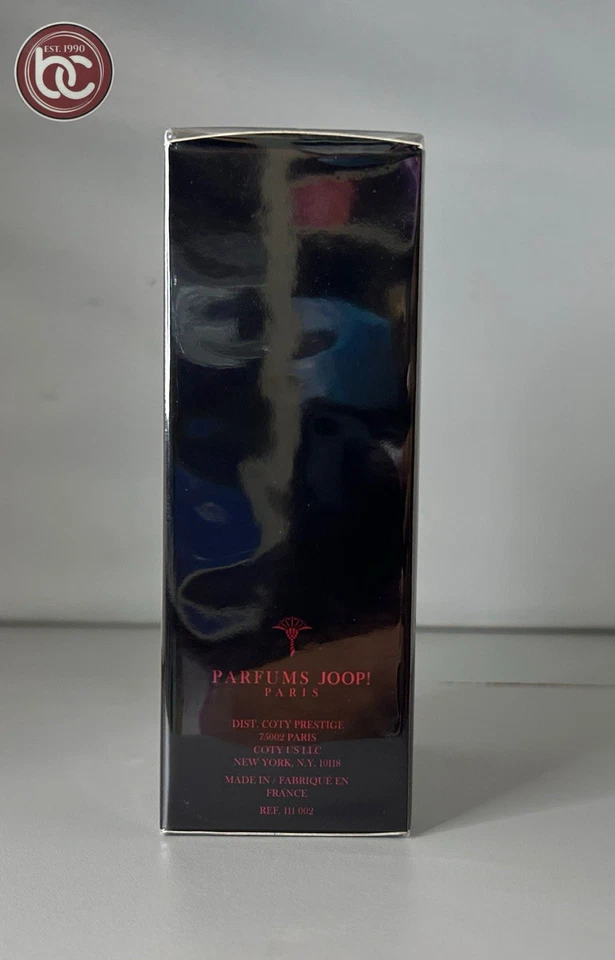 EST. 1990
bc
PARFUMS JOOP!
PARIS
DIST. COTY PRESTIGE
75002 PARIS
COTY US LLC
NEW YORK, N.Y. 10118
MADE IN / FABRIQUÉ EN
FRANCE
REF. 111 002